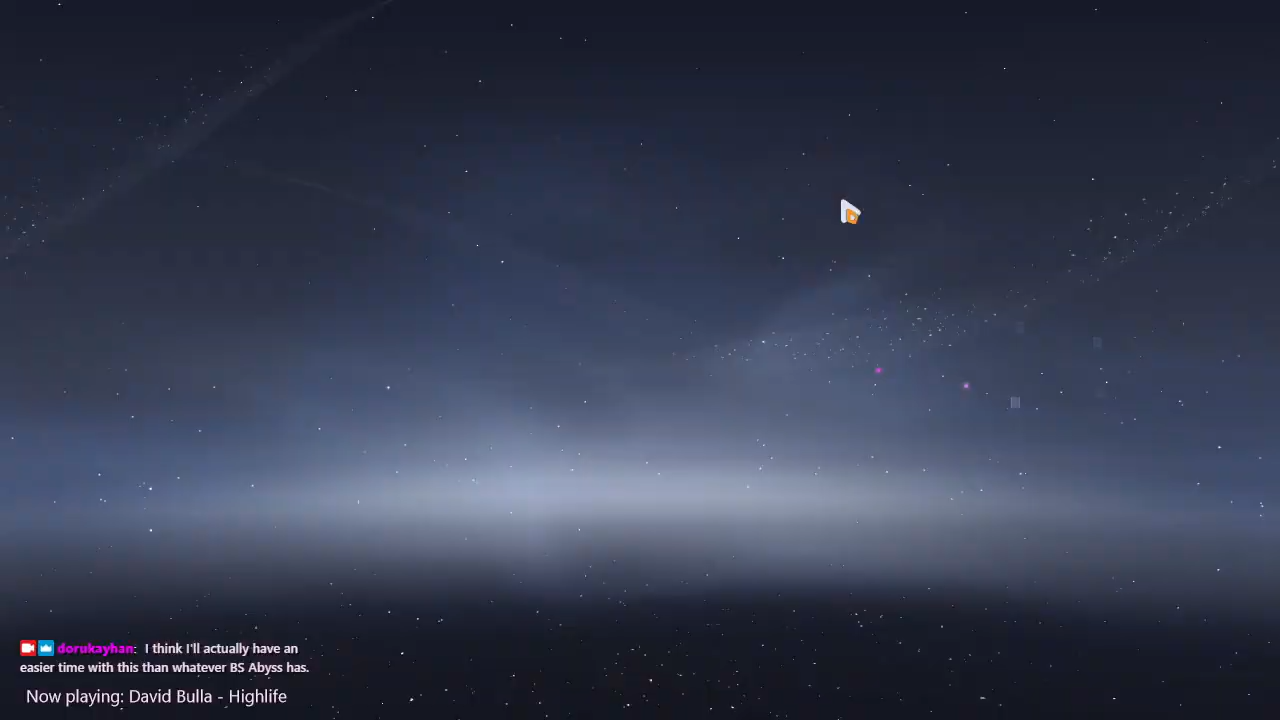 dorukayhan: I think I'll actually have an
easier time with this than whatever BS Abyss has.
Now playing: David Bulla - Highlife